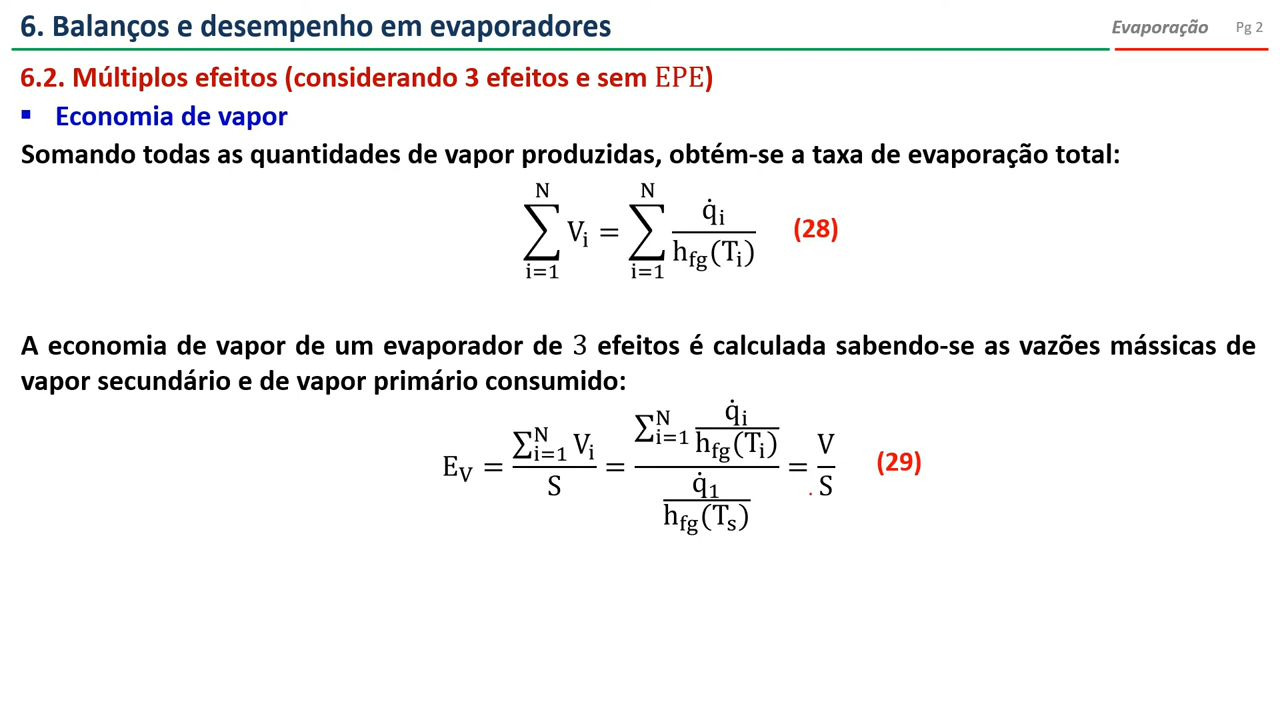 6. Balanços e desempenho em evaporadores
Evaporação Pg 2
6.2. Múltiplos efeitos (considerando 3 efeitos e sem EPE)
▪ Economia de vapor
Somando todas as quantidades de vapor produzidas, obtém-se a taxa de evaporação total:
∑_{i=1}^{N} V_i = ∑_{i=1}^{N} q̇_i / h_fg(T_i) (28)
A economia de vapor de um evaporador de 3 efeitos é calculada sabendo-se as vazões mássicas de
vapor secundário e de vapor primário consumido:
E_V = (∑_{i=1}^{N} V_i) / S = (∑_{i=1}^{N} q̇_i / h_fg(T_i)) / (q̇_1 / h_fg(T_s)) = V / S (29)